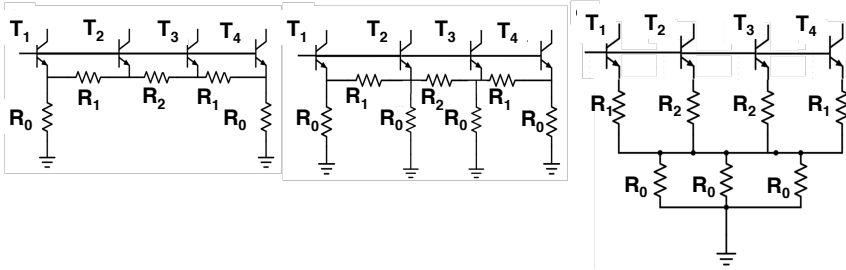 T1 T2 T3 T4
R1 R2 R1
R0 R0
T1 T2 T3 T4
R1 R2 R1
R0 R0 R0 R0
T1 T2 T3 T4
R1 R2 R2 R1
R0 R0 R0